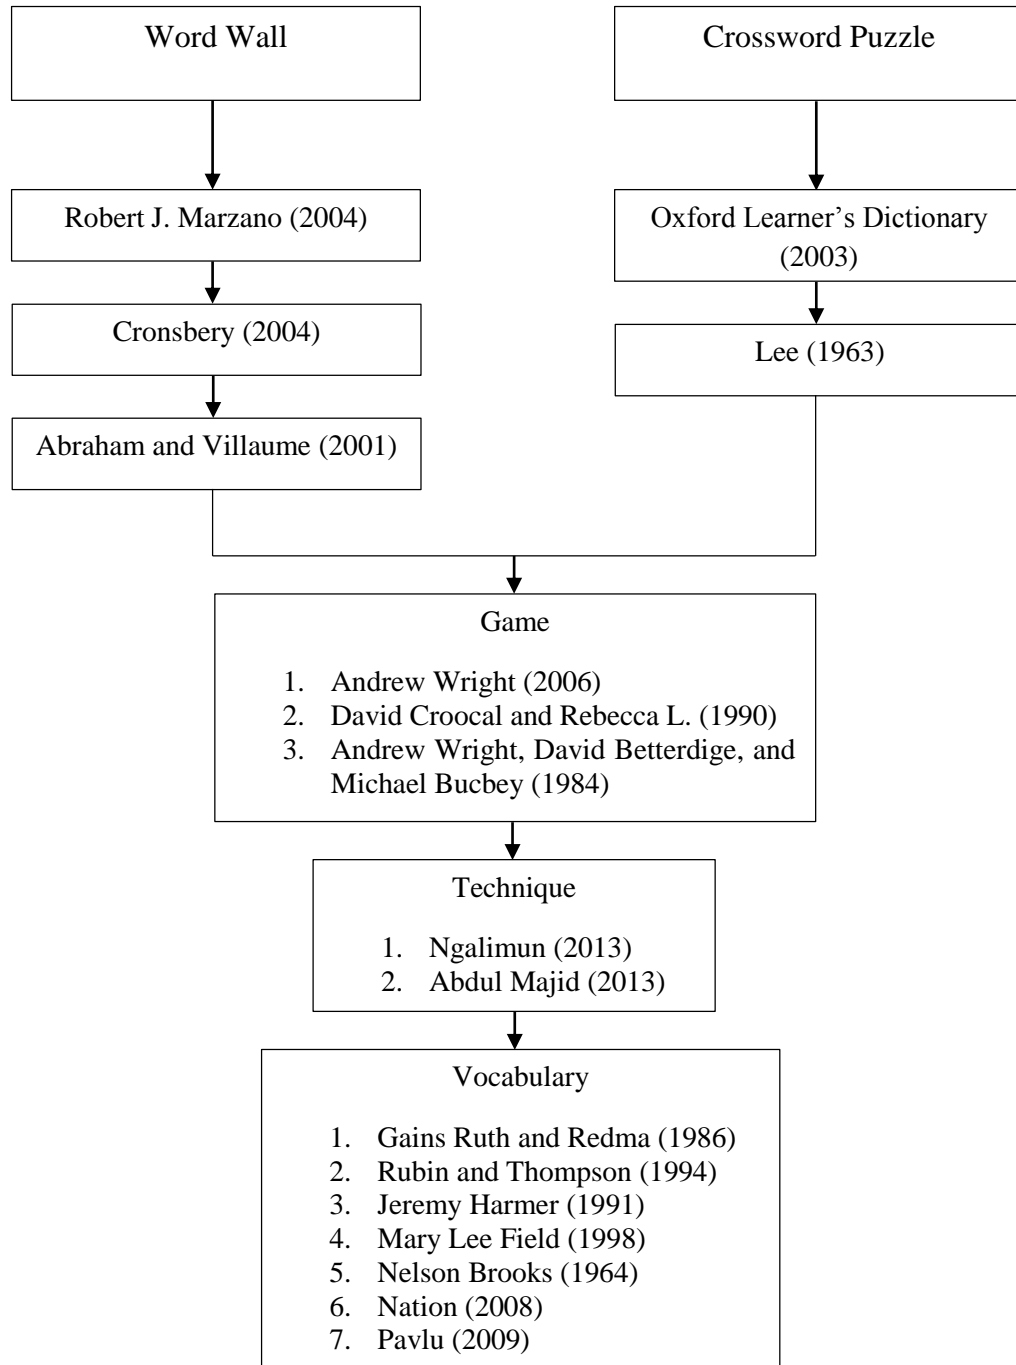 Word Wall
Crossword Puzzle
Robert J. Marzano (2004)
Oxford Learner’s Dictionary
(2003)
Cronsbery (2004)
Lee (1963)
Abraham and Villaume (2001)
Game
1. Andrew Wright (2006)
2. David Croocal and Rebecca L. (1990)
3. Andrew Wright, David Betterdige, and
Michael Bucbey (1984)
Technique
1. Ngalimun (2013)
2. Abdul Majid (2013)
Vocabulary
1. Gains Ruth and Redma (1986)
2. Rubin and Thompson (1994)
3. Jeremy Harmer (1991)
4. Mary Lee Field (1998)
5. Nelson Brooks (1964)
6. Nation (2008)
7. Pavlu (2009)